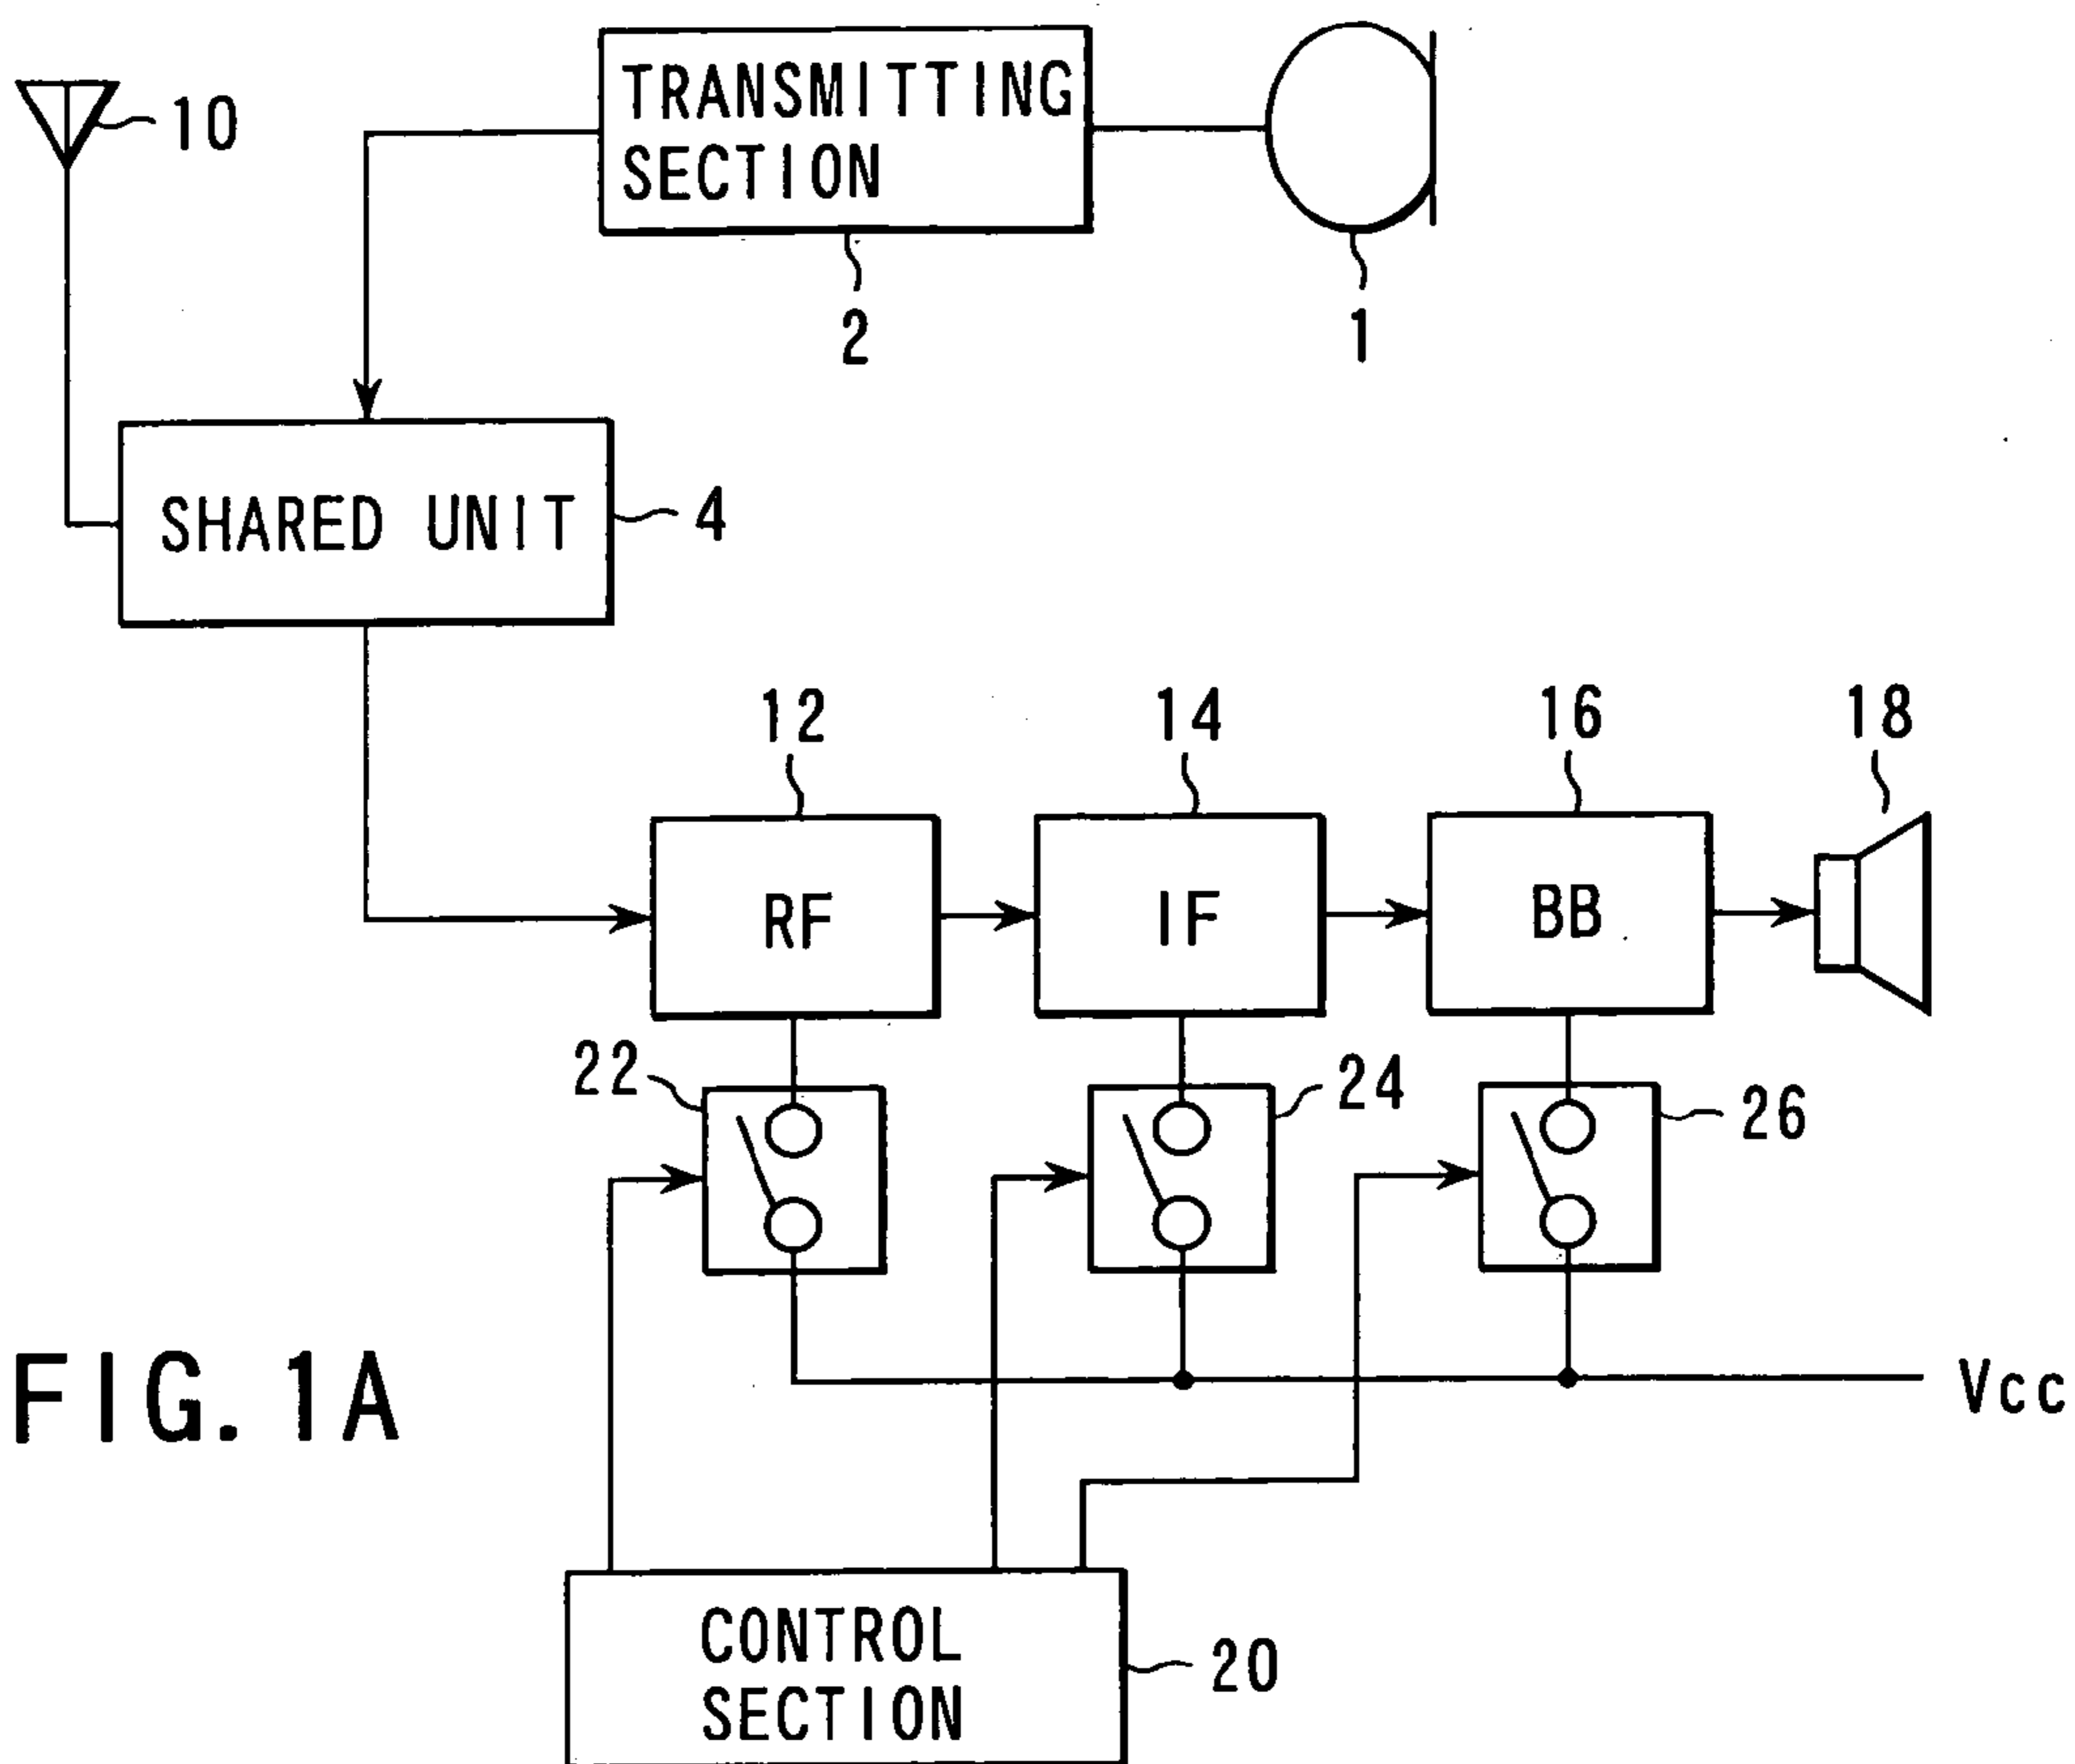 10
TRANSMITTING
SECTION
2
1
SHARED UNIT
4
12
14
16
18
RF
IF
BB
22
24
26
FIG. 1A
Vcc
CONTROL
SECTION
20